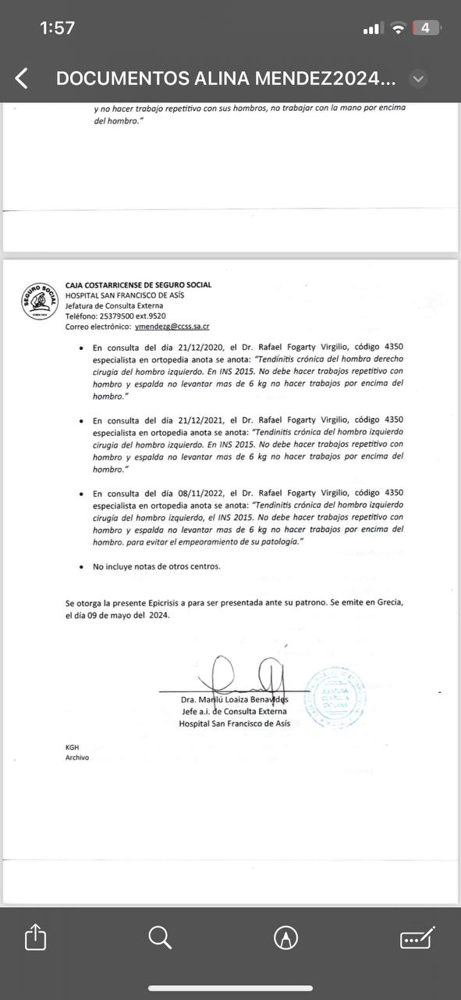 1:57
4
DOCUMENTOS ALINA MENDEZ2024...
y no hacer trabajo repetitivo con sus hombros, no trabajar con la mano por encima
del hombro.”
SEGURO SOCIAL
CAJA COSTARRICENSE DE SEGURO SOCIAL
HOSPITAL SAN FRANCISCO DE ASÍS
Jefatura de Consulta Externa
Teléfono: 25379500 ext.9520
Correo electrónico: ymendezg@ccss.sa.cr
• En consulta del día 21/12/2020, el Dr. Rafael Fogarty Virgilio, código 4350
especialista en ortopedia anota se anota: “Tendinitis crónica del hombro derecho
cirugia del hombro izquierdo. En INS 2015. No debe hacer trabajos repetitivo con
hombro y espalda no levantar mas de 6 kg no hacer trabajos por encima del
hombro.”
• En consulta del día 21/12/2021, el Dr. Rafael Fogarty Virgilio, código 4350
especialista en ortopedia anota se anota: “Tendinitis crónica del hombro izquierdo
cirugia del hombro izquierdo. En INS 2015. No debe hacer trabajos repetitivo con
hombro y espalda no levantar mas de 6 kg no hacer trabajos por encima del
hombro.”
• En consulta del día 08/11/2022, el Dr. Rafael Fogarty Virgilio, código 4350
especialista en ortopedia anota se anota: “Tendinitis crónica del hombro izquierdo
cirugía del hombro izquierdo, el INS 2015. No debe hacer trabajos repetitivo con
hombro y espalda no levantar mas de 6 kg no hacer trabajos por encima del
hombro. para evitar el empeoramiento de su patología.”
• No incluye notas de otros centros.
Se otorga la presente Epicrisis a para ser presentada ante su patrono. Se emite en Grecia,
el día 09 de mayo del 2024.
Dra. Marilú Loaiza Benavides
Jefe a.i. de Consulta Externa
Hospital San Francisco de Asís
KGH
Archivo